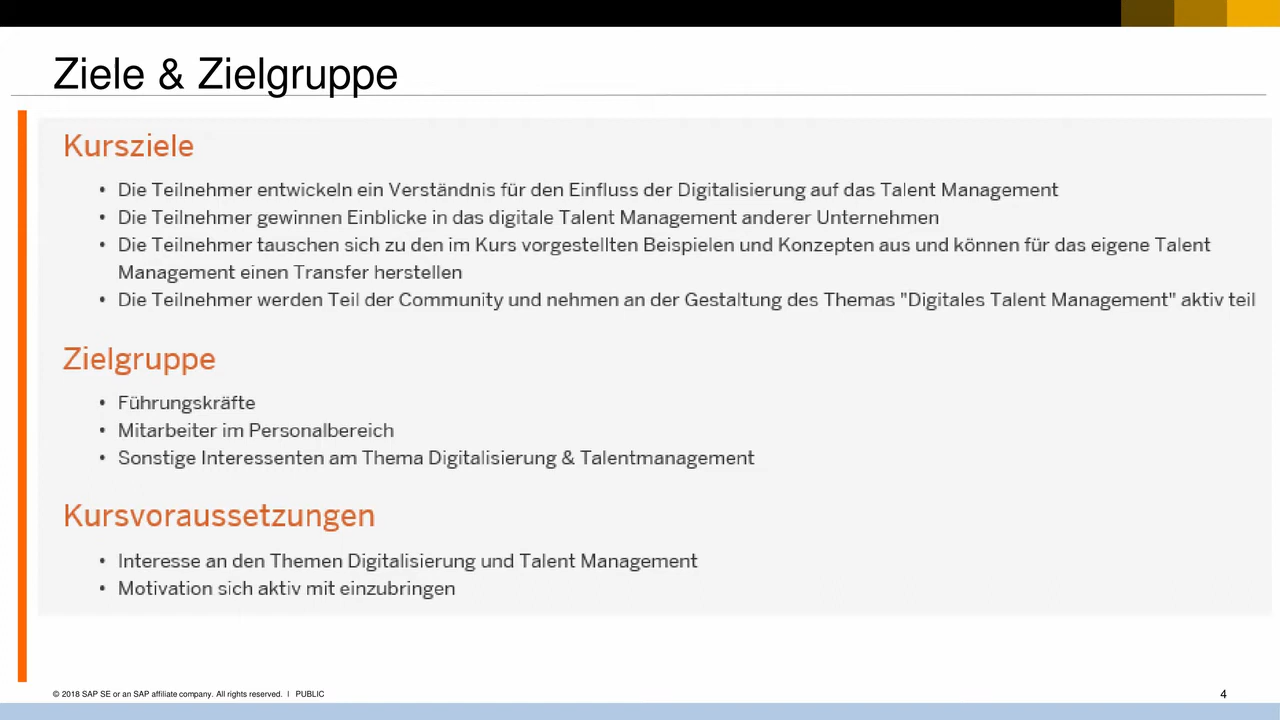 Ziele & Zielgruppe
Kursziele
• Die Teilnehmer entwickeln ein Verständnis für den Einfluss der Digitalisierung auf das Talent Management
• Die Teilnehmer gewinnen Einblicke in das digitale Talent Management anderer Unternehmen
• Die Teilnehmer tauschen sich zu den im Kurs vorgestellten Beispielen und Konzepten aus und können für das eigene Talent
Management einen Transfer herstellen
• Die Teilnehmer werden Teil der Community und nehmen an der Gestaltung des Themas "Digitales Talent Management" aktiv teil
Zielgruppe
• Führungskräfte
• Mitarbeiter im Personalbereich
• Sonstige Interessenten am Thema Digitalisierung & Talentmanagement
Kursvoraussetzungen
• Interesse an den Themen Digitalisierung und Talent Management
• Motivation sich aktiv mit einzubringen
© 2018 SAP SE or an SAP affiliate company. All rights reserved. | PUBLIC
4